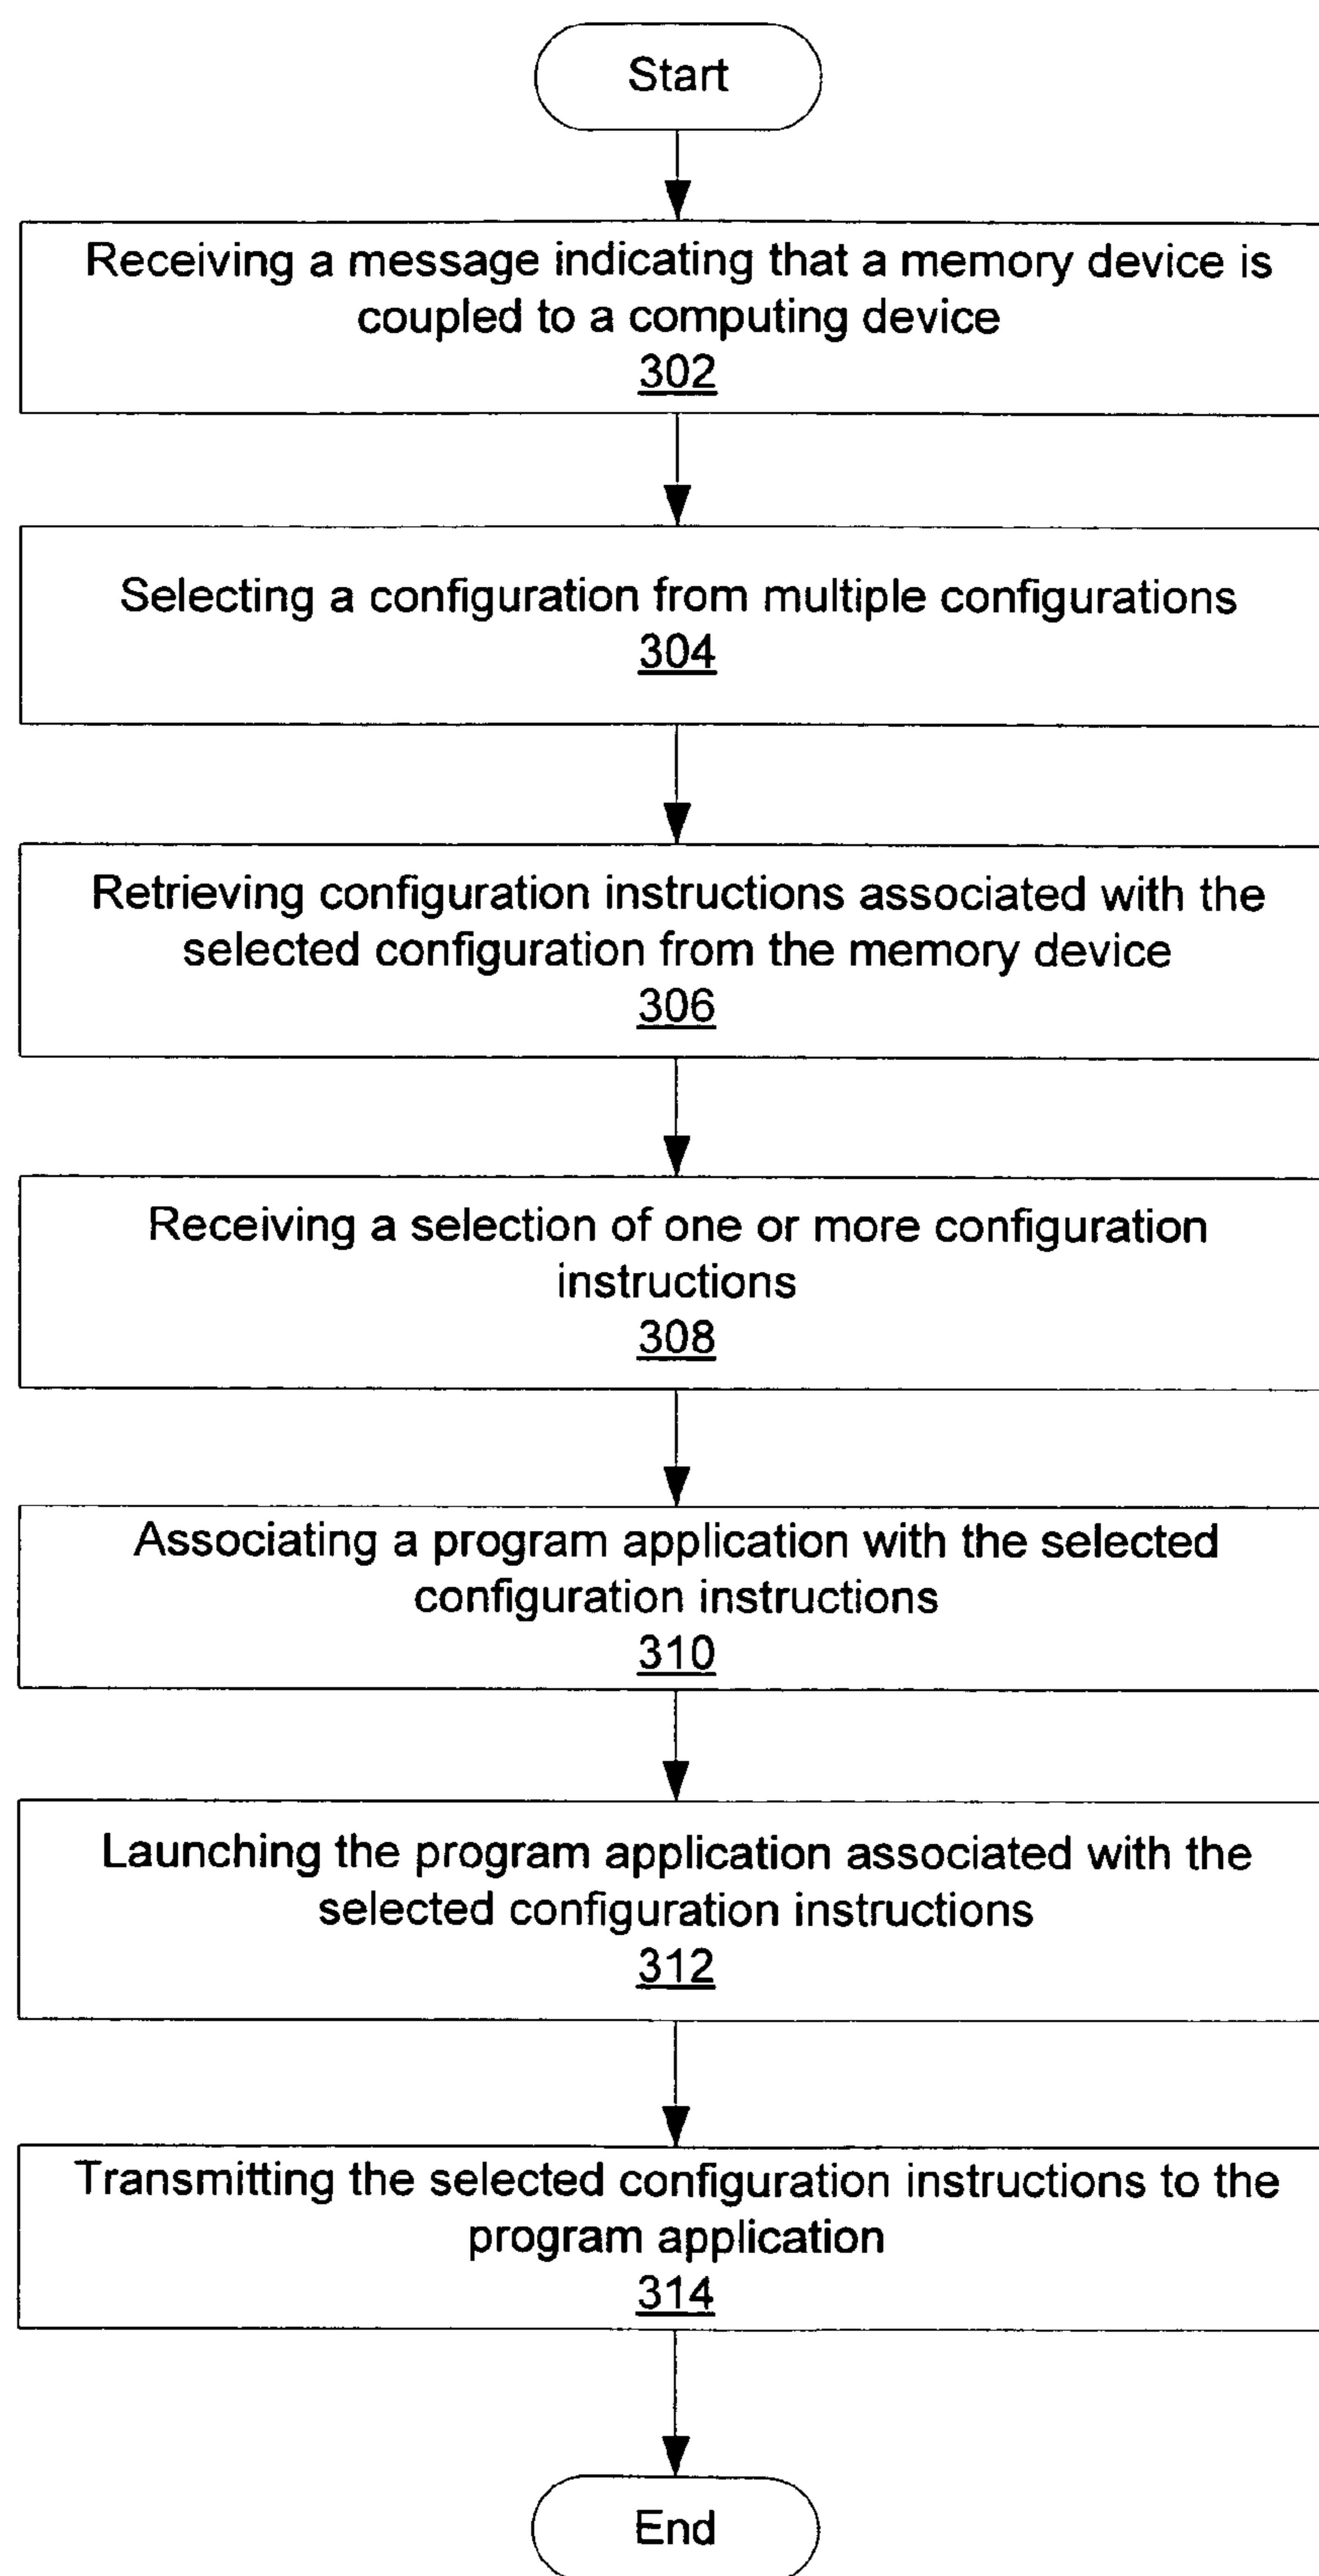 Start
Receiving a message indicating that a memory device is
coupled to a computing device
302
Selecting a configuration from multiple configurations
304
Retrieving configuration instructions associated with the
selected configuration from the memory device
306
Receiving a selection of one or more configuration
instructions
308
Associating a program application with the selected
configuration instructions
310
Launching the program application associated with the
selected configuration instructions
312
Transmitting the selected configuration instructions to the
program application
314
End